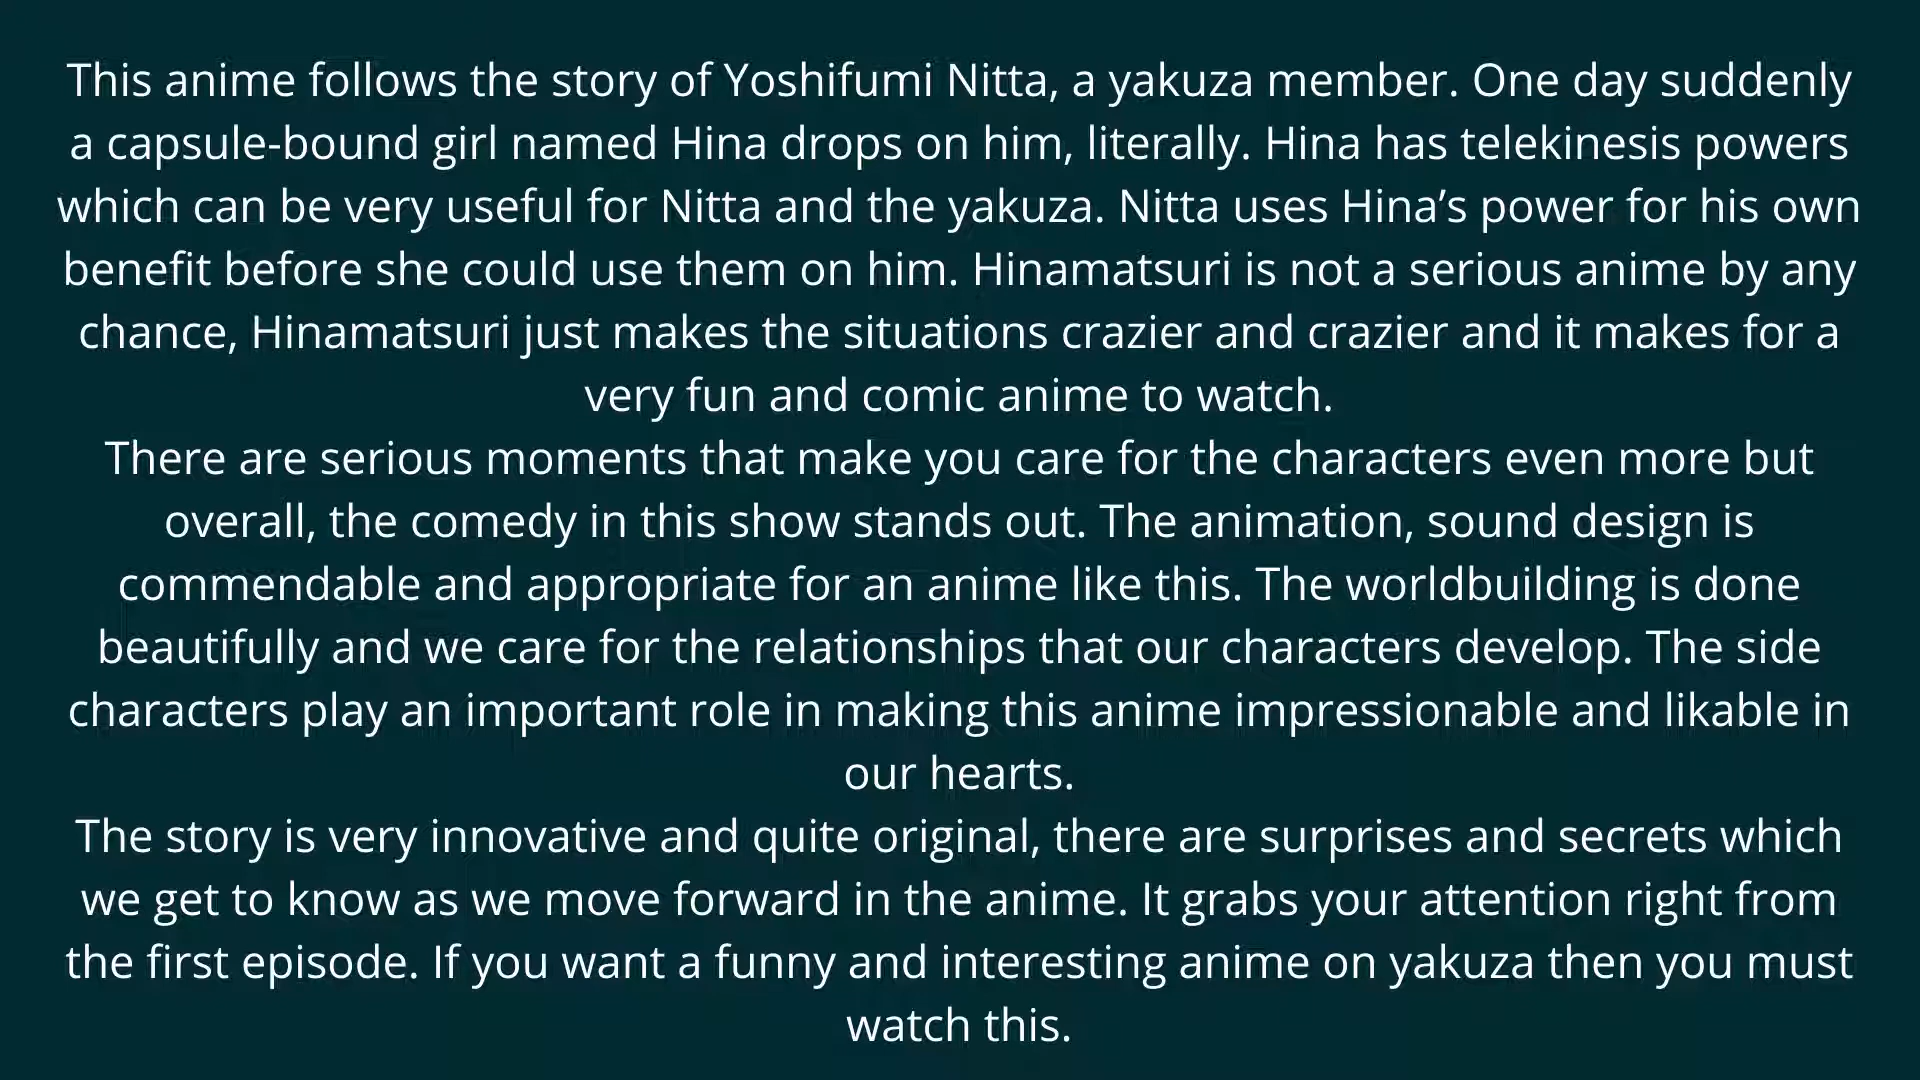 This anime follows the story of Yoshifumi Nitta, a yakuza member. One day suddenly
a capsule-bound girl named Hina drops on him, literally. Hina has telekinesis powers
which can be very useful for Nitta and the yakuza. Nitta uses Hina’s power for his own
benefit before she could use them on him. Hinamatsuri is not a serious anime by any
chance, Hinamatsuri just makes the situations crazier and crazier and it makes for a
very fun and comic anime to watch.
There are serious moments that make you care for the characters even more but
overall, the comedy in this show stands out. The animation, sound design is
commendable and appropriate for an anime like this. The worldbuilding is done
beautifully and we care for the relationships that our characters develop. The side
characters play an important role in making this anime impressionable and likable in
our hearts.
The story is very innovative and quite original, there are surprises and secrets which
we get to know as we move forward in the anime. It grabs your attention right from
the first episode. If you want a funny and interesting anime on yakuza then you must
watch this.